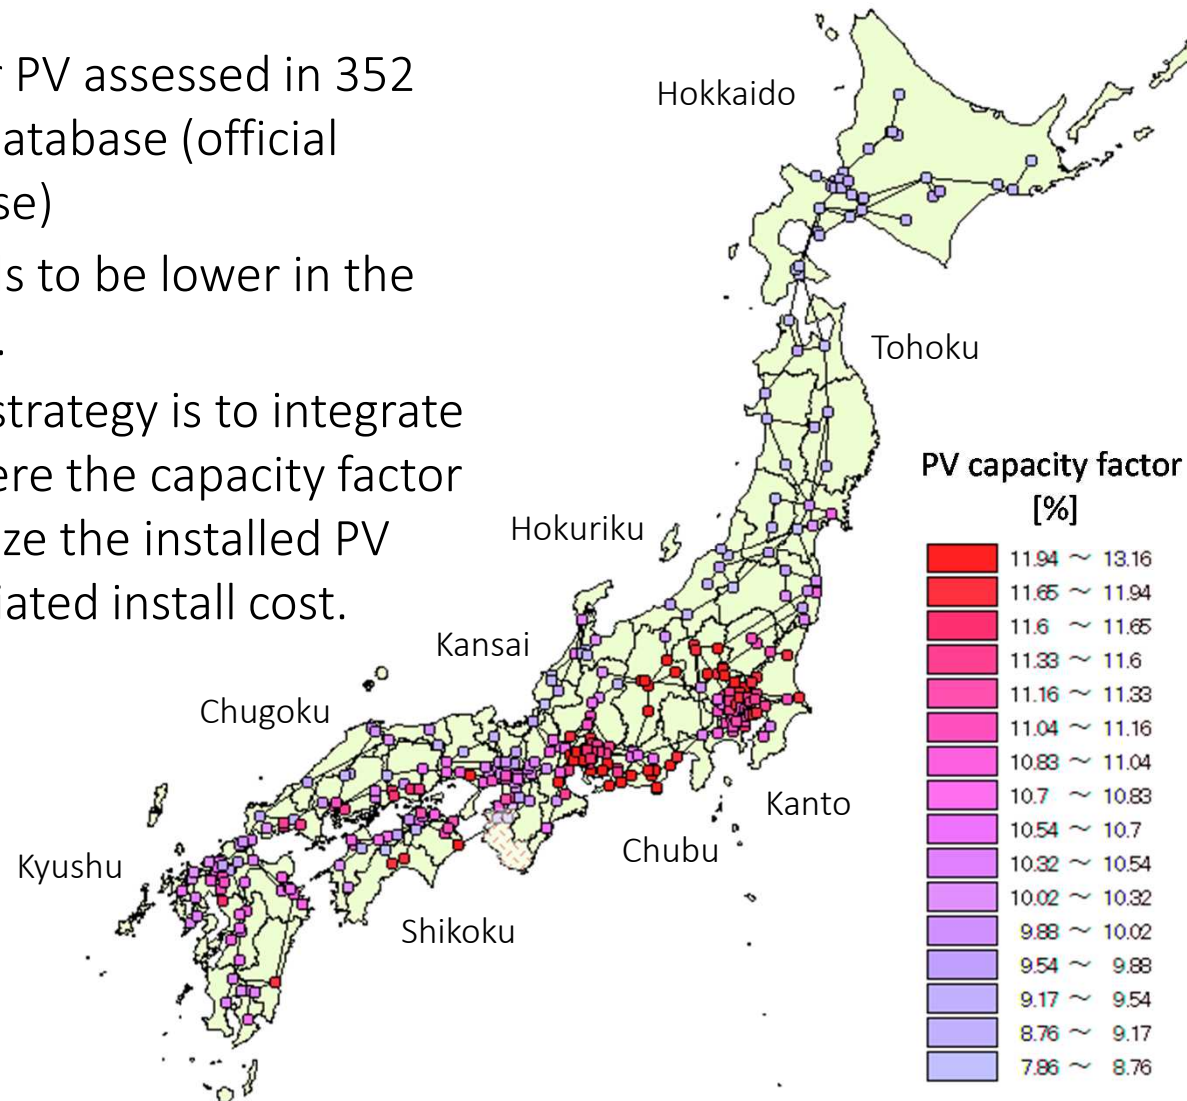 r PV assessed in 352
atabase (official
se)
s to be lower in the
.
strategy is to integrate
ere the capacity factor
ze the installed PV
iated install cost.
Hokkaido
Tohoku
Hokuriku
Kansai
Chugoku
Kyushu
Shikoku
Chubu
Kanto
PV capacity factor
[%]
11.94 ～ 13.16
11.65 ～ 11.94
11.6 ～ 11.65
11.33 ～ 11.6
11.16 ～ 11.33
11.04 ～ 11.16
10.83 ～ 11.04
10.7 ～ 10.83
10.54 ～ 10.7
10.32 ～ 10.54
10.02 ～ 10.32
9.88 ～ 10.02
9.54 ～ 9.88
9.17 ～ 9.54
8.76 ～ 9.17
7.86 ～ 8.76